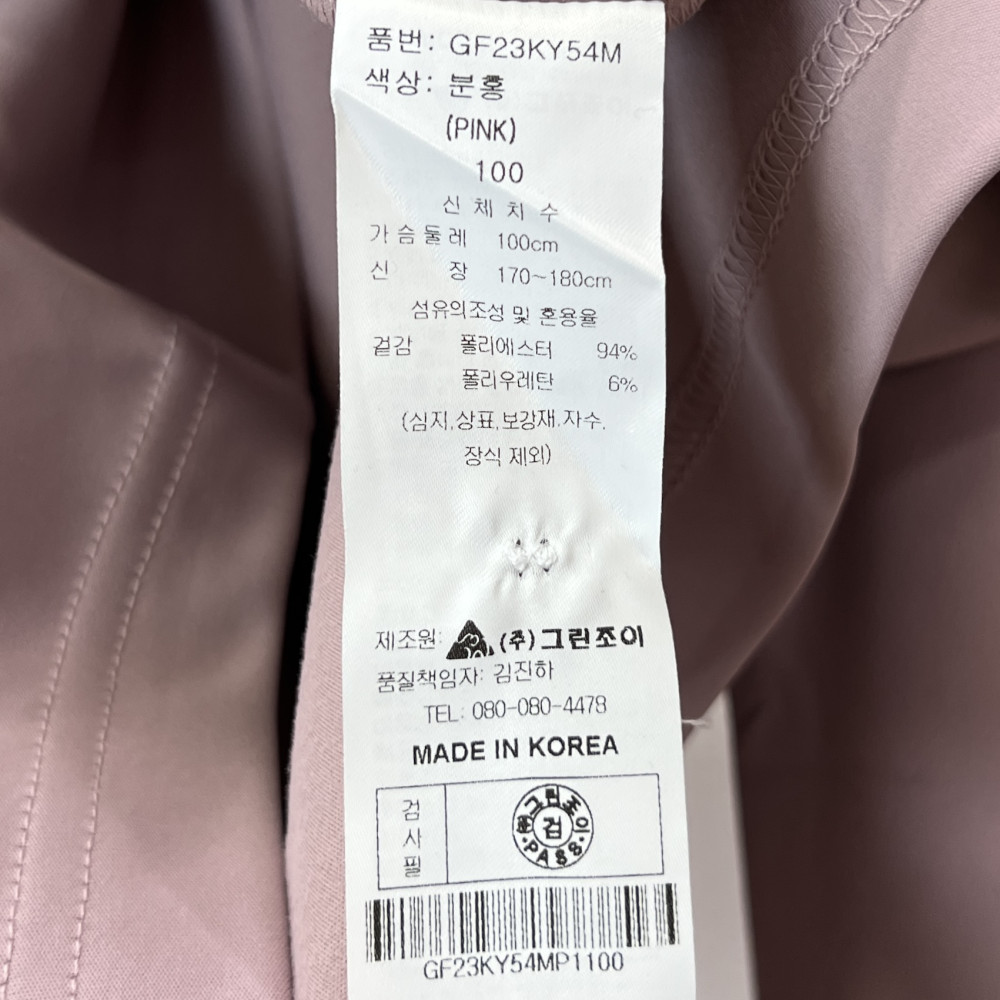 품번: GF23KY54M
색상: 분홍
(PINK)
100
신체치수
가슴둘레 100cm
신 장 170~180cm
섬유의조성 및 혼용율
겉감 폴리에스터 94%
폴리우레탄 6%
(심지,상표,보강재,자수,
장식 제외)
제조원: (주)그린조이
품질책임자: 김진하
TEL: 080-080-4478
MADE IN KOREA
검사필
㈜그린조이
검
PASS
GF23KY54MP1100